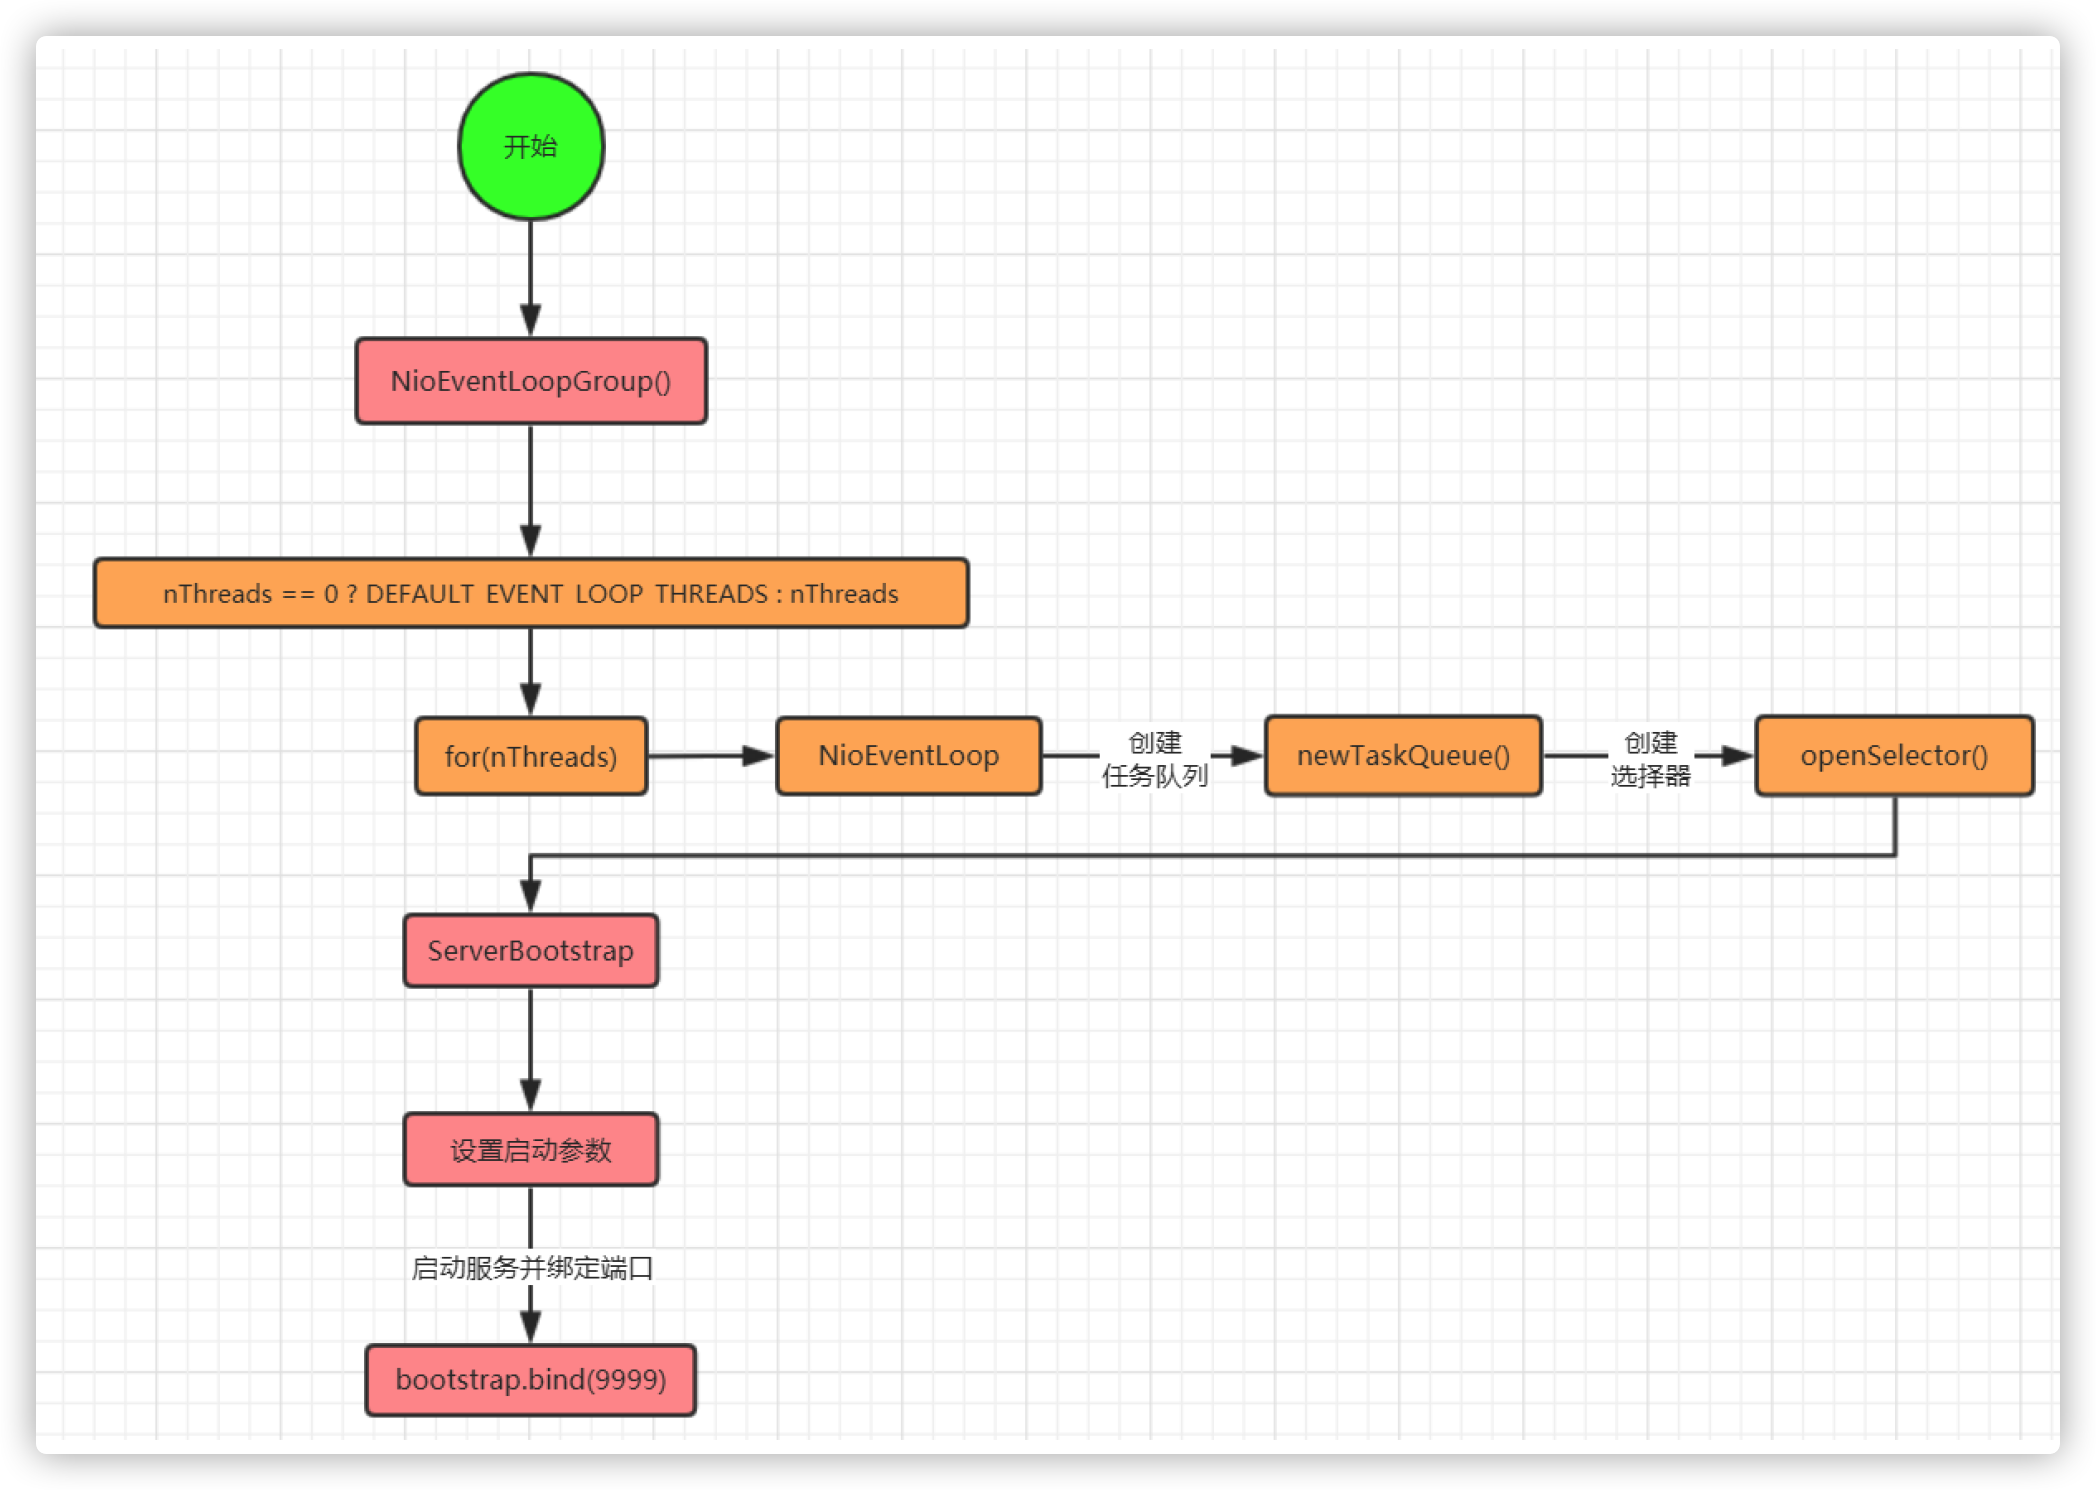 开始
NioEventLoopGroup()
nThreads == 0 ? DEFAULT_EVENT_LOOP_THREADS : nThreads
for(nThreads)
NioEventLoop
创建
任务队列
newTaskQueue()
创建
选择器
openSelector()
ServerBootstrap
设置启动参数
启动服务并绑定端口
bootstrap.bind(9999)